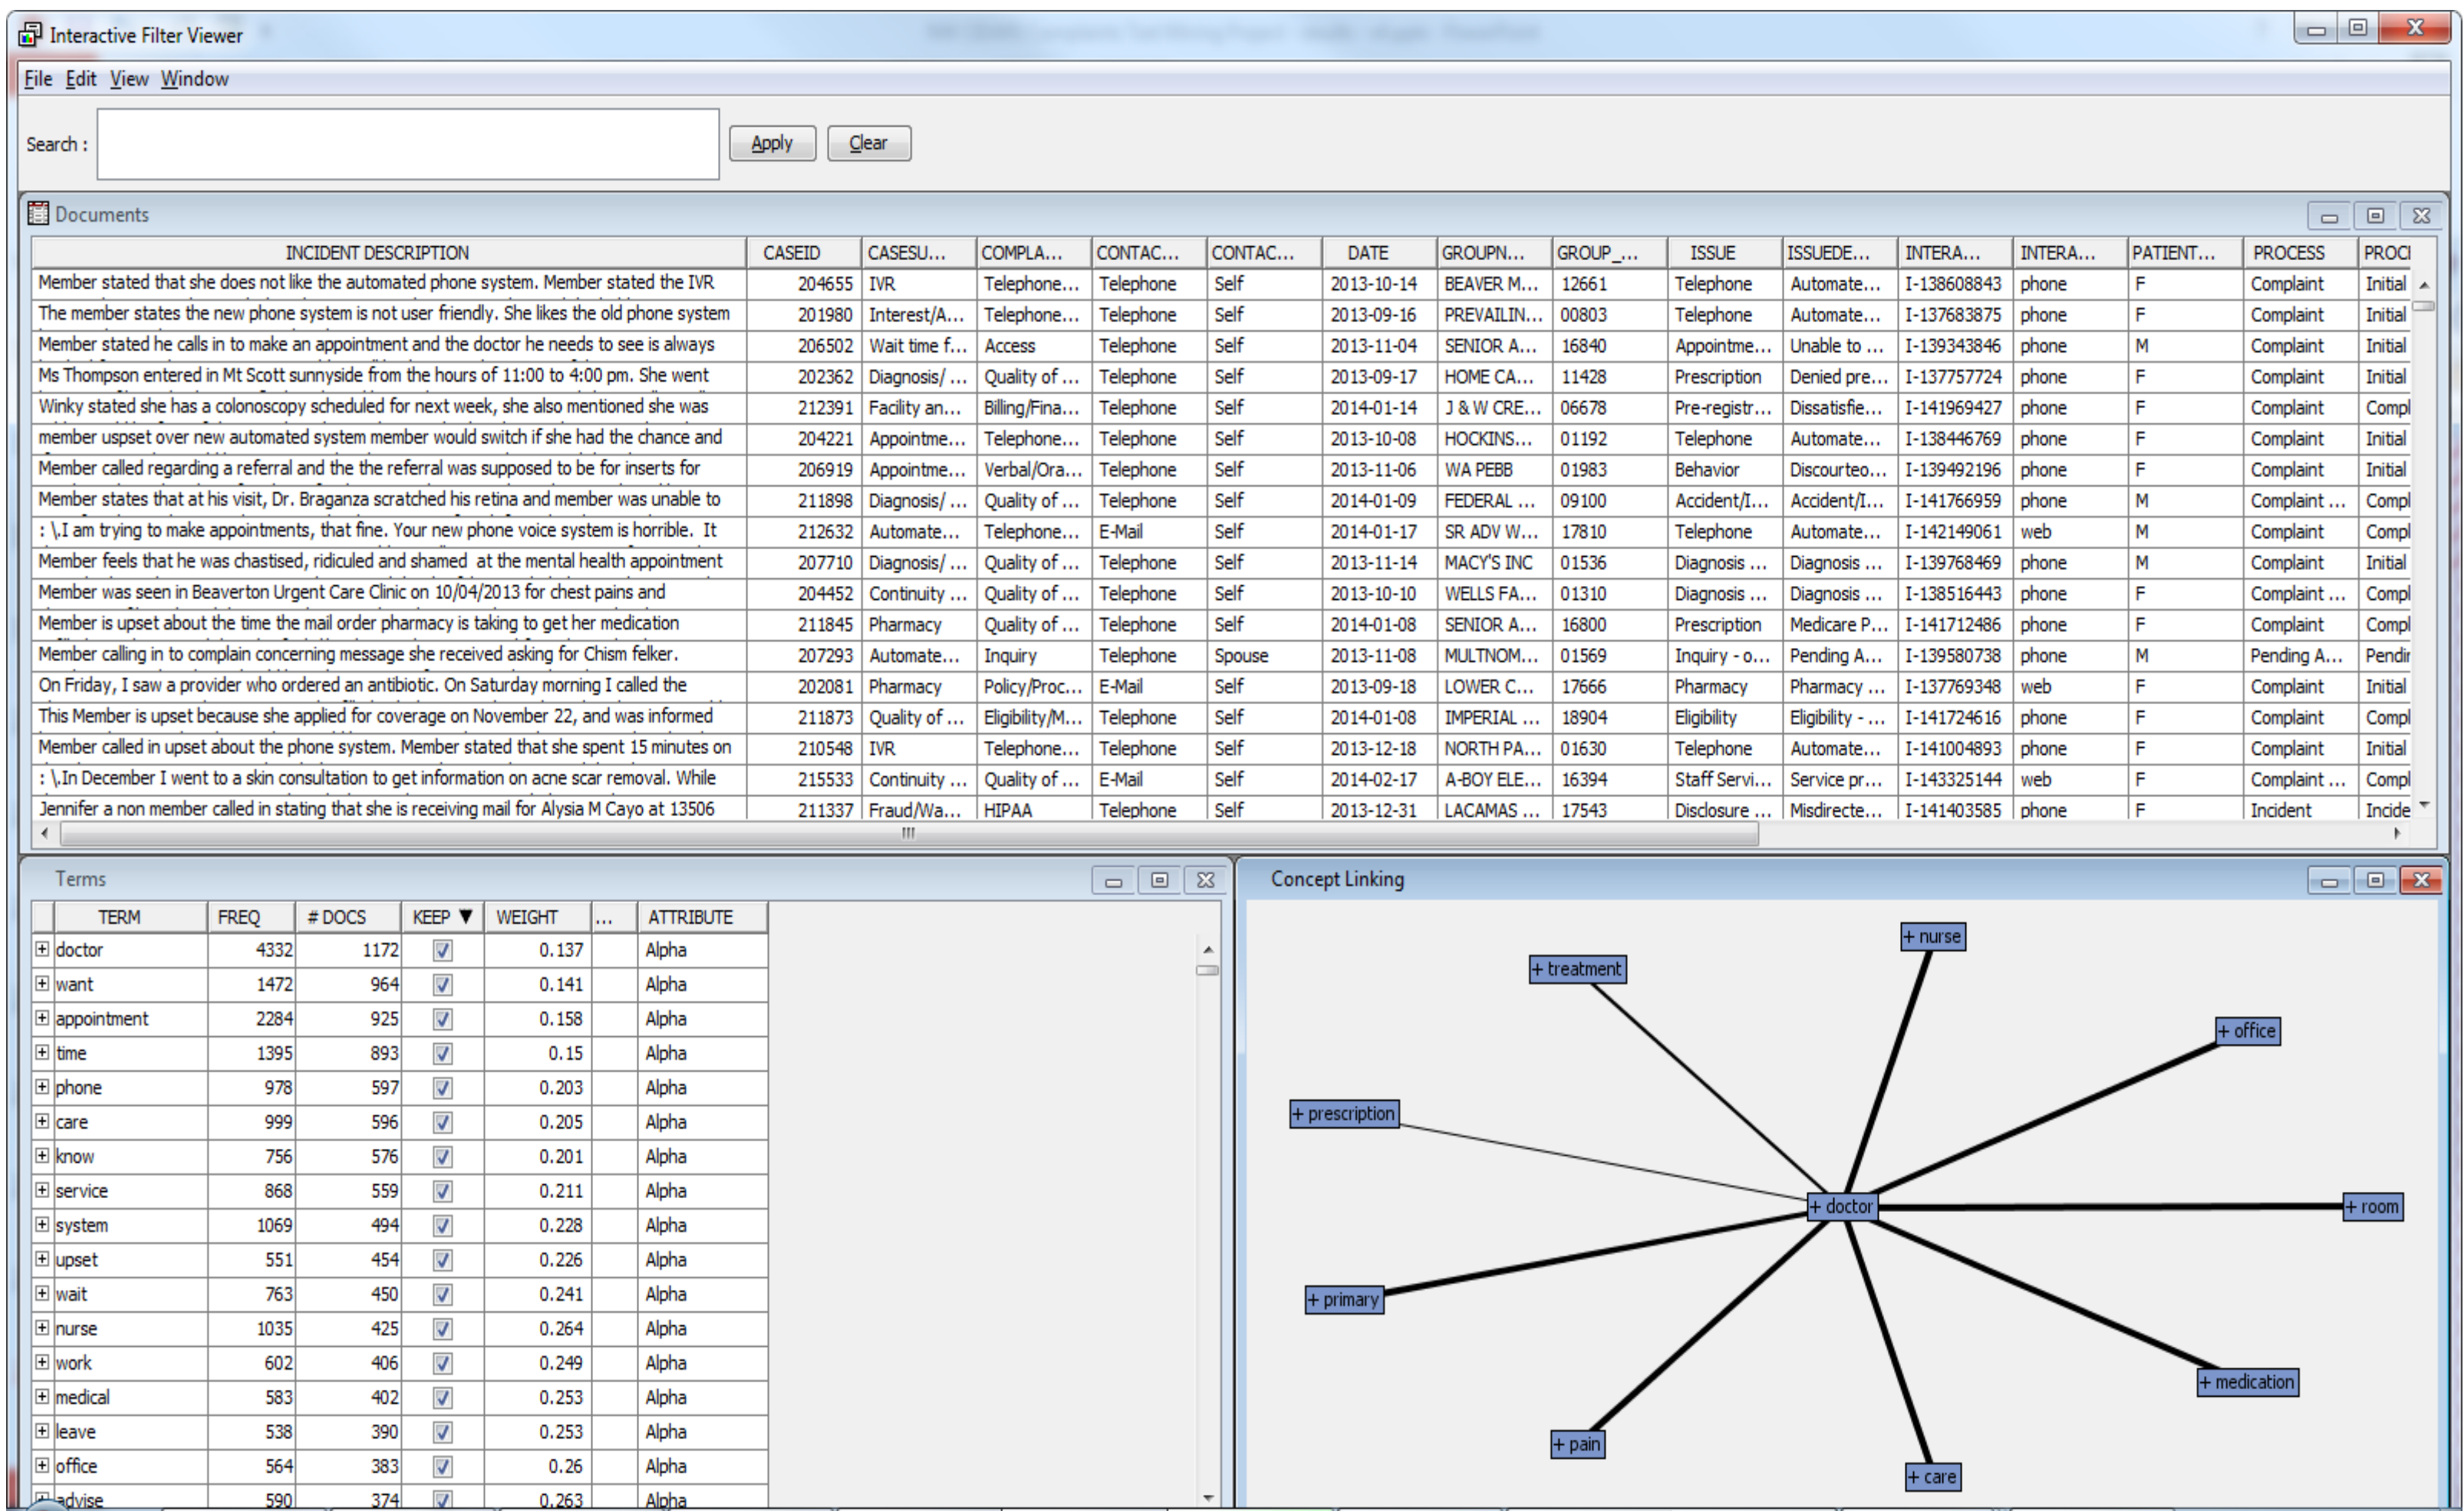 Interactive Filter Viewer
File Edit View Window
Search :
Apply
Clear
Documents
INCIDENT DESCRIPTION CASEID CASESU... COMPLA... CONTAC... CONTAC... DATE GROUPN... GROUP_... ISSUE ISSUEDE... INTERA... INTERA... PATIENT... PROCESS PROCI
Member stated that she does not like the automated phone system. Member stated the IVR 204655 IVR Telephone... Telephone Self 2013-10-14 BEAVER M... 12661 Telephone Automate... I-138608843 phone F Complaint Initial
The member states the new phone system is not user friendly. She likes the old phone system 201980 Interest/A... Telephone... Telephone Self 2013-09-16 PREVAILIN... 00803 Telephone Automate... I-137683875 phone F Complaint Initial
Member stated he calls in to make an appointment and the doctor he needs to see is always 206502 Wait time f... Access Telephone Self 2013-11-04 SENIOR A... 16840 Appointme... Unable to ... I-139343846 phone M Complaint Initial
Ms Thompson entered in Mt Scott sunnyside from the hours of 11:00 to 4:00 pm. She went 202362 Diagnosis/ ... Quality of ... Telephone Self 2013-09-17 HOME CA... 11428 Prescription Denied pre... I-137757724 phone F Complaint Initial
Winky stated she has a colonoscopy scheduled for next week, she also mentioned she was 212391 Facility an... Billing/Fina... Telephone Self 2014-01-14 J & W CRE... 06678 Pre-registr... Dissatisfie... I-141969427 phone F Complaint Compl
member uspset over new automated system member would switch if she had the chance and 204221 Appointme... Telephone... Telephone Self 2013-10-08 HOCKINS... 01192 Telephone Automate... I-138446769 phone F Complaint Initial
Member called regarding a referral and the the referral was supposed to be for inserts for 206919 Appointme... Verbal/Ora... Telephone Self 2013-11-06 WA PEBB 01983 Behavior Discourteo... I-139492196 phone F Complaint Initial
Member states that at his visit, Dr. Braganza scratched his retina and member was unable to 211898 Diagnosis/ ... Quality of ... Telephone Self 2014-01-09 FEDERAL ... 09100 Accident/I... Accident/I... I-141766959 phone M Complaint ... Compl
: \.I am trying to make appointments, that fine. Your new phone voice system is horrible. It 212632 Automate... Telephone... E-Mail Self 2014-01-17 SR ADV W... 17810 Telephone Automate... I-142149061 web M Complaint Compl
Member feels that he was chastised, ridiculed and shamed at the mental health appointment 207710 Diagnosis/ ... Quality of ... Telephone Self 2013-11-14 MACY'S INC 01536 Diagnosis ... Diagnosis ... I-139768469 phone M Complaint Initial
Member was seen in Beaverton Urgent Care Clinic on 10/04/2013 for chest pains and 204452 Continuity ... Quality of ... Telephone Self 2013-10-10 WELLS FA... 01310 Diagnosis ... Diagnosis ... I-138516443 phone F Complaint ... Compl
Member is upset about the time the mail order pharmacy is taking to get her medication 211845 Pharmacy Quality of ... Telephone Self 2014-01-08 SENIOR A... 16800 Prescription Medicare P... I-141712486 phone F Complaint Compl
Member calling in to complain concerning message she received asking for Chism felker. 207293 Automate... Inquiry Telephone Spouse 2013-11-08 MULTNOM... 01569 Inquiry - o... Pending A... I-139580738 phone M Pending A... Pendir
On Friday, I saw a provider who ordered an antibiotic. On Saturday morning I called the 202081 Pharmacy Policy/Proc... E-Mail Self 2013-09-18 LOWER C... 17666 Pharmacy Pharmacy ... I-137769348 web F Complaint Initial
This Member is upset because she applied for coverage on November 22, and was informed 211873 Quality of ... Eligibility/M... Telephone Self 2014-01-08 IMPERIAL ... 18904 Eligibility Eligibility - ... I-141724616 phone F Complaint Compl
Member called in upset about the phone system. Member stated that she spent 15 minutes on 210548 IVR Telephone... Telephone Self 2013-12-18 NORTH PA... 01630 Telephone Automate... I-141004893 phone F Complaint Initial
: \.In December I went to a skin consultation to get information on acne scar removal. While 215533 Continuity ... Quality of ... E-Mail Self 2014-02-17 A-BOY ELE... 16394 Staff Servi... Service pr... I-143325144 web F Complaint ... Compl
Jennifer a non member called in stating that she is receiving mail for Alysia M Cayo at 13506 211337 Fraud/Wa... HIPAA Telephone Self 2013-12-31 LACAMAS ... 17543 Disclosure ... Misdirecte... I-141403585 phone F Incident Incide
Terms
TERM FREQ # DOCS KEEP ▼ WEIGHT ... ATTRIBUTE
doctor 4332 1172 0.137 Alpha
want 1472 964 0.141 Alpha
appointment 2284 925 0.158 Alpha
time 1395 893 0.15 Alpha
phone 978 597 0.203 Alpha
care 999 596 0.205 Alpha
know 756 576 0.201 Alpha
service 868 559 0.211 Alpha
system 1069 494 0.228 Alpha
upset 551 454 0.226 Alpha
wait 763 450 0.241 Alpha
nurse 1035 425 0.264 Alpha
work 602 406 0.249 Alpha
medical 583 402 0.253 Alpha
leave 538 390 0.253 Alpha
office 564 383 0.26 Alpha
advise 590 374 0.263 Alpha
Concept Linking
+ nurse
+ treatment
+ office
+ prescription
+ doctor
+ room
+ primary
+ medication
+ pain
+ care